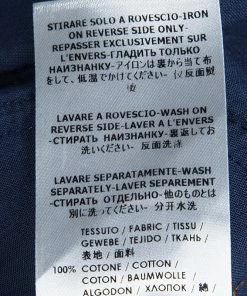 STIRARE SOLO A ROVESCIO-IRON
ON REVERSE SIDE ONLY-
REPASSER EXCLUSIVEMENT SUR
L'ENVERS-ГЛАДИТЬ ТОЛЬКО
НАИЗНАНКУ-アイロンは裏から当て布
をして、低温でかけてください-反面熨
烫
LAVARE A ROVESCIO-WASH ON
REVERSE SIDE-LAVER A L'ENVERS
-СТИРАТЬ НАИЗНАНКУ-裏返してお
洗いください-反面洗涤
LAVARE SEPARATAMENTE-WASH
SEPARATELY-LAVER SEPAREMENT
-СТИРАТЬ ОТДЕЛЬНО-他のものとは
別に洗ってください-分开水洗
TESSUTO / FABRIC / TISSU /
GEWEBE / TEJIDO / ТКАНЬ /
表地 / 面料
100% COTONE / COTTON /
COTON / BAUMWOLLE /
ALGODON / ХЛОПОК / 綿 /